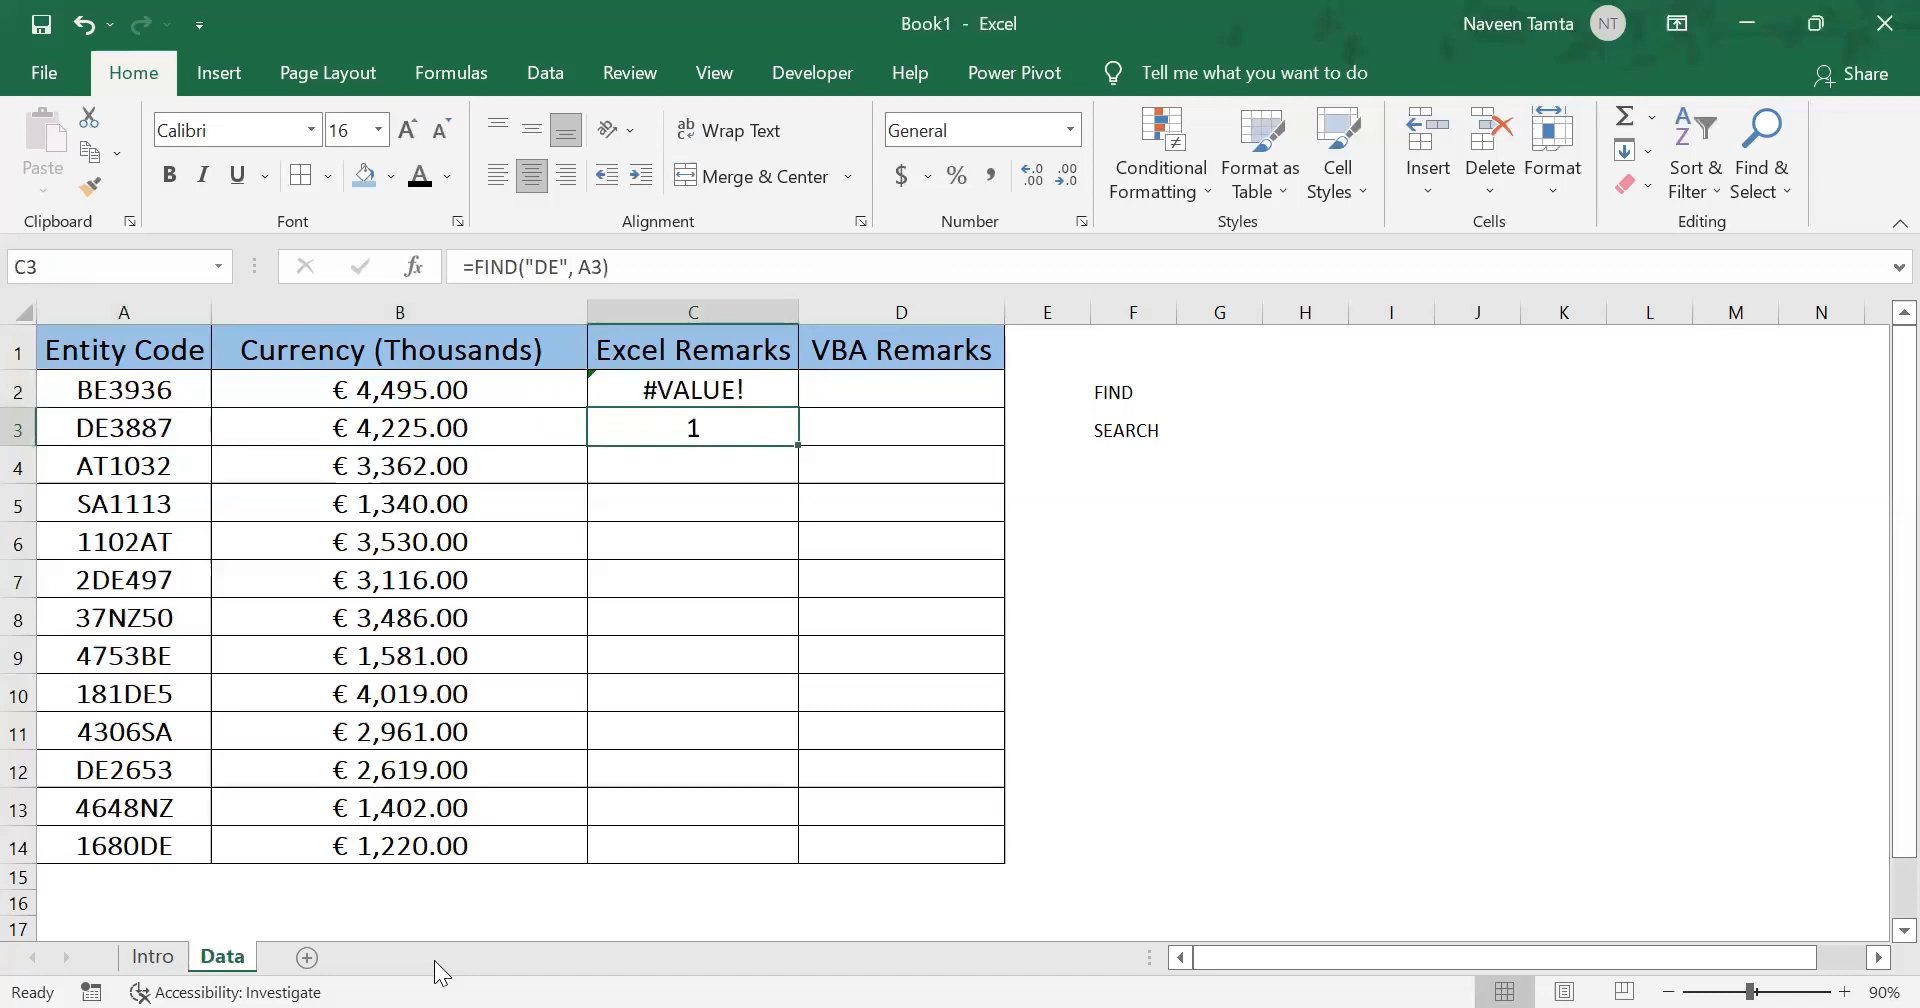 Book1 - Excel
Naveen Tamta NT
File Home Insert Page Layout Formulas Data Review View Developer Help Power Pivot Tell me what you want to do Share
Paste
Clipboard
Calibri 16
B I U
Font
ab Wrap Text
Merge & Center
Alignment
General
$ % ,
Number
Conditional Formatting
Format as Table
Cell Styles
Styles
Insert Delete Format
Cells
Sort & Filter
Find & Select
Editing
C3 fx =FIND("DE", A3)
A B C D E F G H I J K L M N
1 Entity Code Currency (Thousands) Excel Remarks VBA Remarks
2 BE3936 € 4,495.00 #VALUE! FIND
3 DE3887 € 4,225.00 1 SEARCH
4 AT1032 € 3,362.00
5 SA1113 € 1,340.00
6 1102AT € 3,530.00
7 2DE497 € 3,116.00
8 37NZ50 € 3,486.00
9 4753BE € 1,581.00
10 181DE5 € 4,019.00
11 4306SA € 2,961.00
12 DE2653 € 2,619.00
13 4648NZ € 1,402.00
14 1680DE € 1,220.00
15
16
17
Intro Data
Ready Accessibility: Investigate 90%